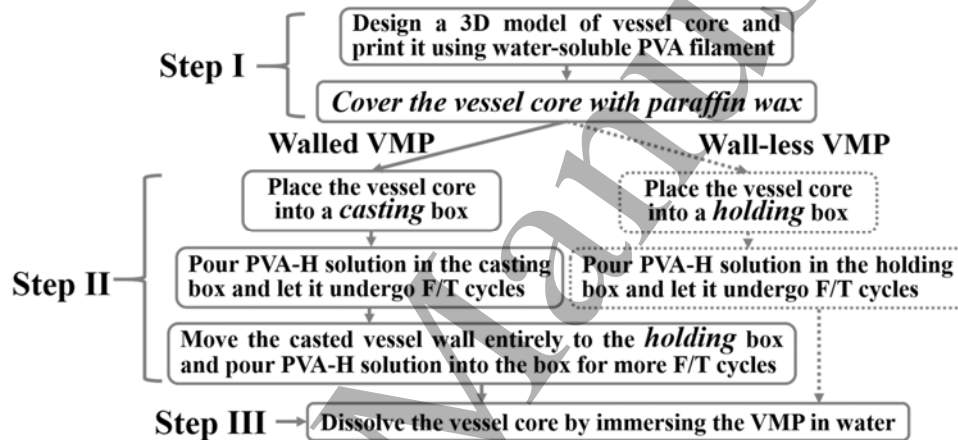 Design a 3D model of vessel core and
print it using water-soluble PVA filament
Step I
Cover the vessel core with paraffin wax
Walled VMP
Wall-less VMP
Place the vessel core
into a casting box
Place the vessel core
into a holding box
Step II
Pour PVA-H solution in the casting
box and let it undergo F/T cycles
Pour PVA-H solution in the holding
box and let it undergo F/T cycles
Move the casted vessel wall entirely to the holding box
and pour PVA-H solution into the box for more F/T cycles
Step III
Dissolve the vessel core by immersing the VMP in water